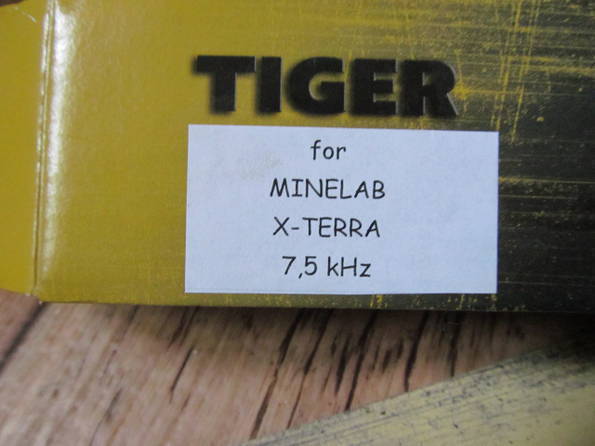 TIGER
for
MINELAB
X-TERRA
7,5 kHz